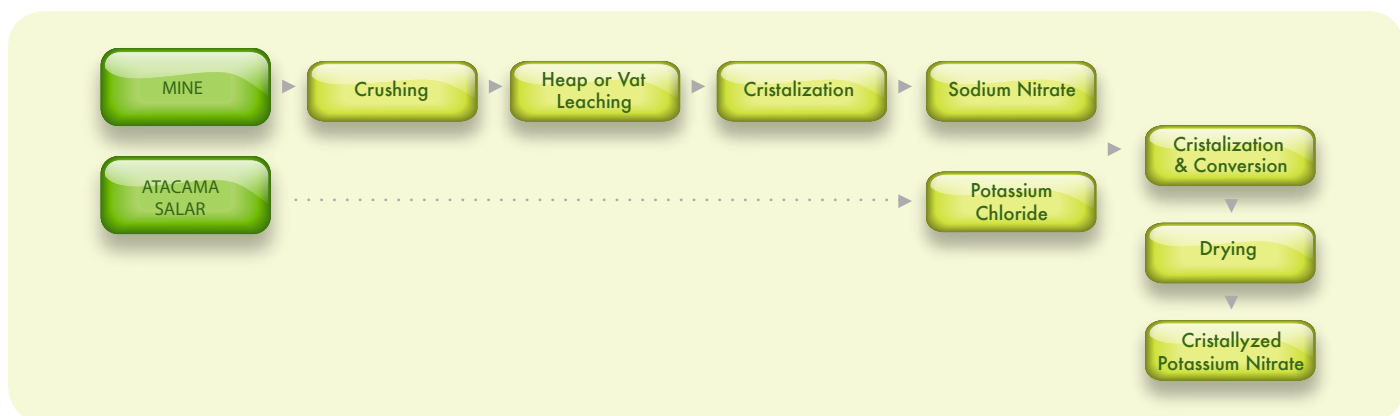 MINE
Crushing
Heap or Vat
Leaching
Cristalization
Sodium Nitrate
ATACAMA
SALAR
Potassium
Chloride
Cristalization
& Conversion
Drying
Cristallyzed
Potassium Nitrate